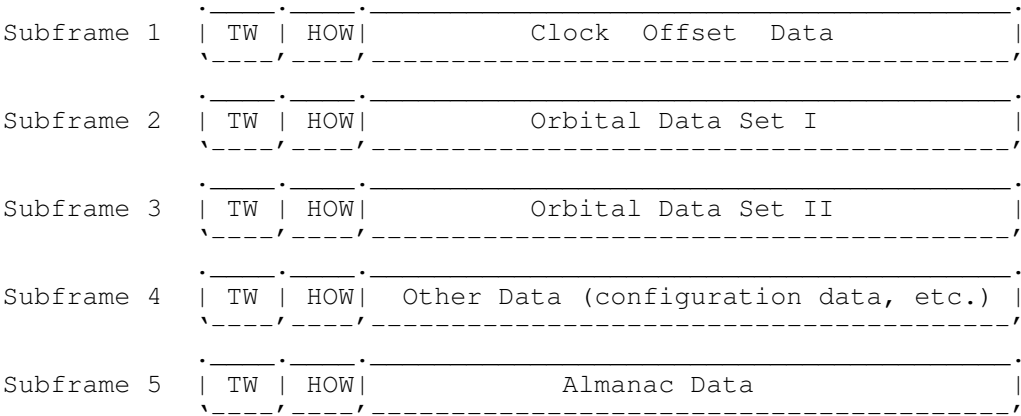 Subframe 1 | TW | HOW| Clock Offset Data |
Subframe 2 | TW | HOW| Orbital Data Set I |
Subframe 3 | TW | HOW| Orbital Data Set II |
Subframe 4 | TW | HOW| Other Data (configuration data, etc.) |
Subframe 5 | TW | HOW| Almanac Data |